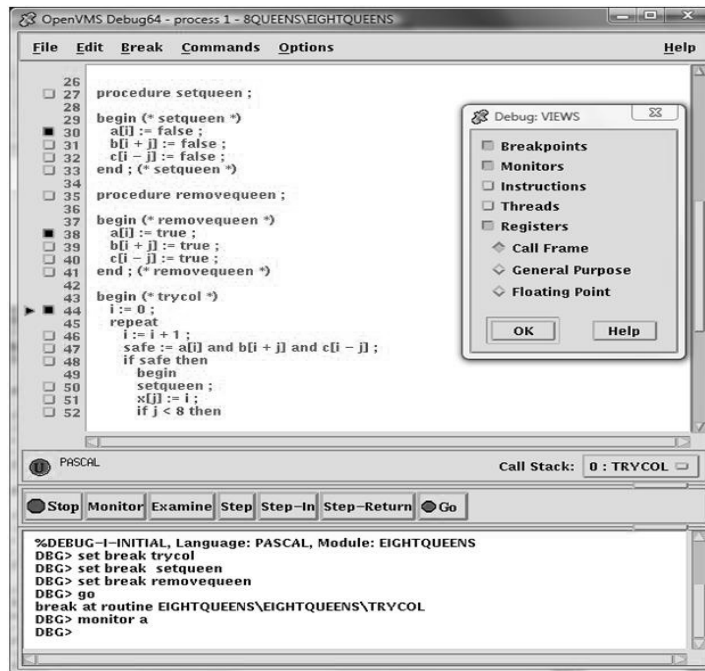 OpenVMS Debug64 - process 1 - 8QUEENS\EIGHTQUEENS
File Edit Break Commands Options Help
26
27 procedure setqueen ;
28
29 begin (* setqueen *)
30 a[i] := false ;
31 b[i + j] := false ;
32 c[i - j] := false ;
33 end ; (* setqueen *)
34
35 procedure removequeen ;
36
37 begin (* removequeen *)
38 a[i] := true ;
39 b[i + j] := true ;
40 c[i - j] := true ;
41 end ; (* removequeen *)
42
43 begin (* trycol *)
44 i := 0 ;
45 repeat
46 i := i + 1 ;
47 safe := a[i] and b[i + j] and c[i - j] ;
48 if safe then
49 begin
50 setqueen ;
51 x[j] := i ;
52 if j < 8 then
Debug: VIEWS
Breakpoints
Monitors
Instructions
Threads
Registers
Call Frame
General Purpose
Floating Point
OK Help
U PASCAL Call Stack: 0 : TRYCOL
Stop Monitor Examine Step Step-In Step-Return Go
%DEBUG-I-INITIAL, Language: PASCAL, Module: EIGHTQUEENS
DBG> set break trycol
DBG> set break setqueen
DBG> set break removequeen
DBG> go
break at routine EIGHTQUEENS\EIGHTQUEENS\TRYCOL
DBG> monitor a
DBG>